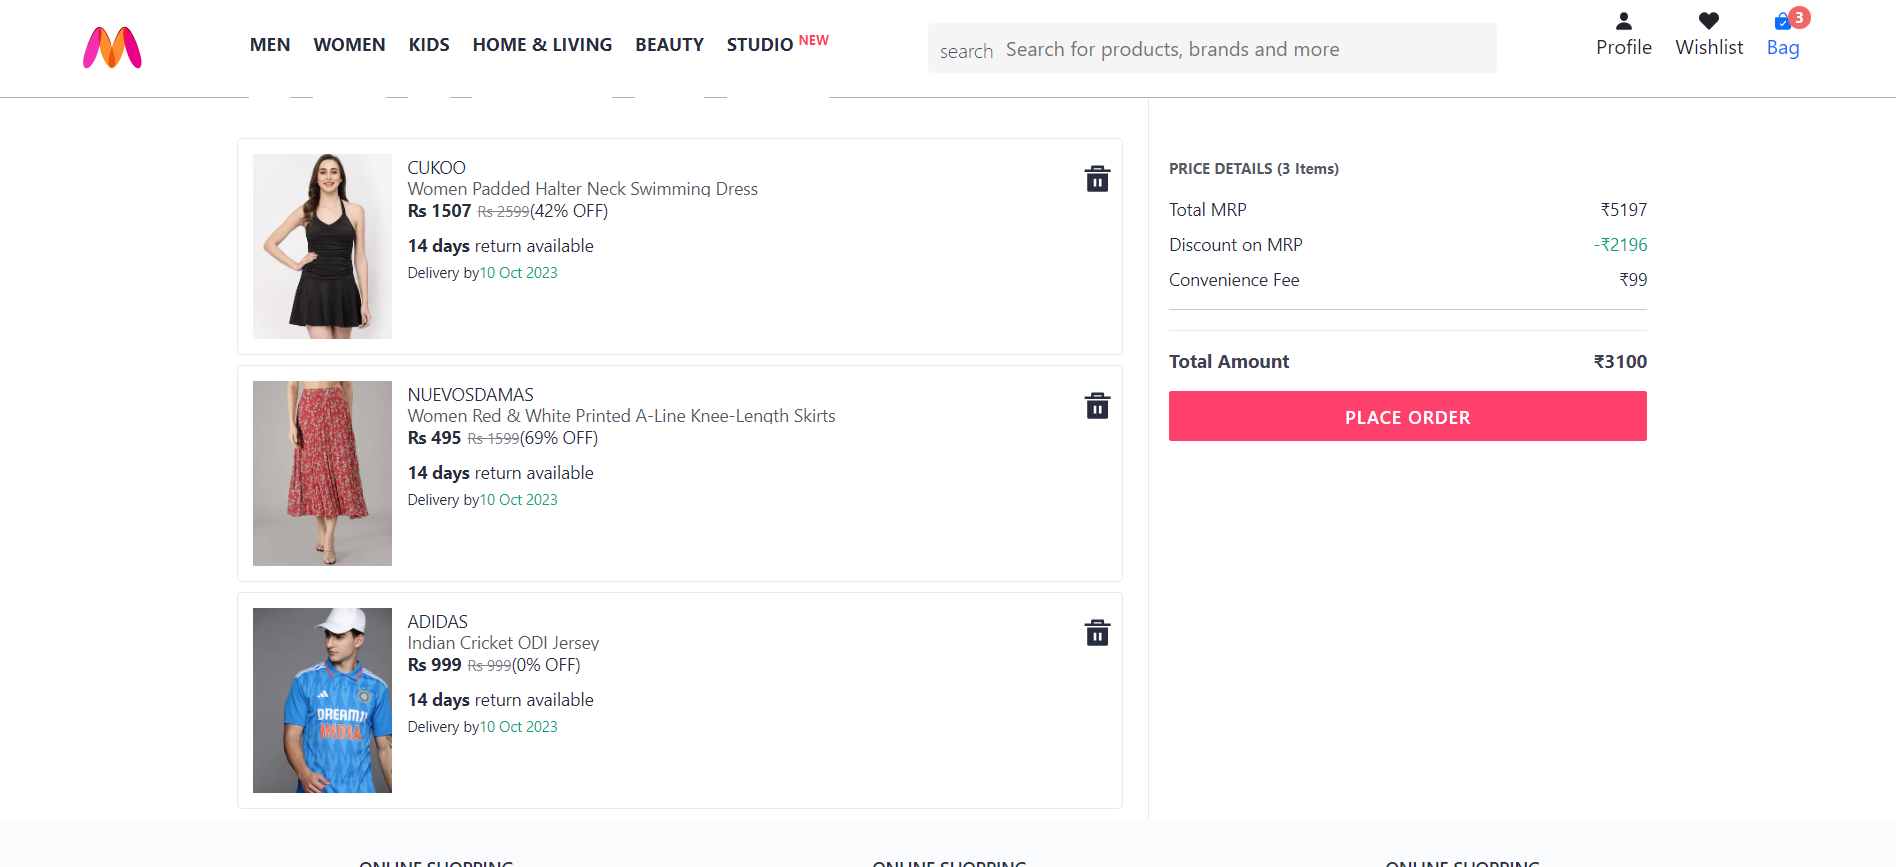 MEN WOMEN KIDS HOME & LIVING BEAUTY STUDIO NEW
search Search for products, brands and more
Profile Wishlist Bag 3
CUKOO
Women Padded Halter Neck Swimming Dress
Rs 1507 Rs 2599(42% OFF)
14 days return available
Delivery by10 Oct 2023
NUEVOSDAMAS
Women Red & White Printed A-Line Knee-Length Skirts
Rs 495 Rs 1599(69% OFF)
14 days return available
Delivery by10 Oct 2023
DREAM11
INDIA
ADIDAS
Indian Cricket ODI Jersey
Rs 999 Rs 999(0% OFF)
14 days return available
Delivery by10 Oct 2023
PRICE DETAILS (3 Items)
Total MRP ₹5197
Discount on MRP -₹2196
Convenience Fee ₹99
Total Amount ₹3100
PLACE ORDER
ONLINE SHOPPING ONLINE SHOPPING ONLINE SHOPPING